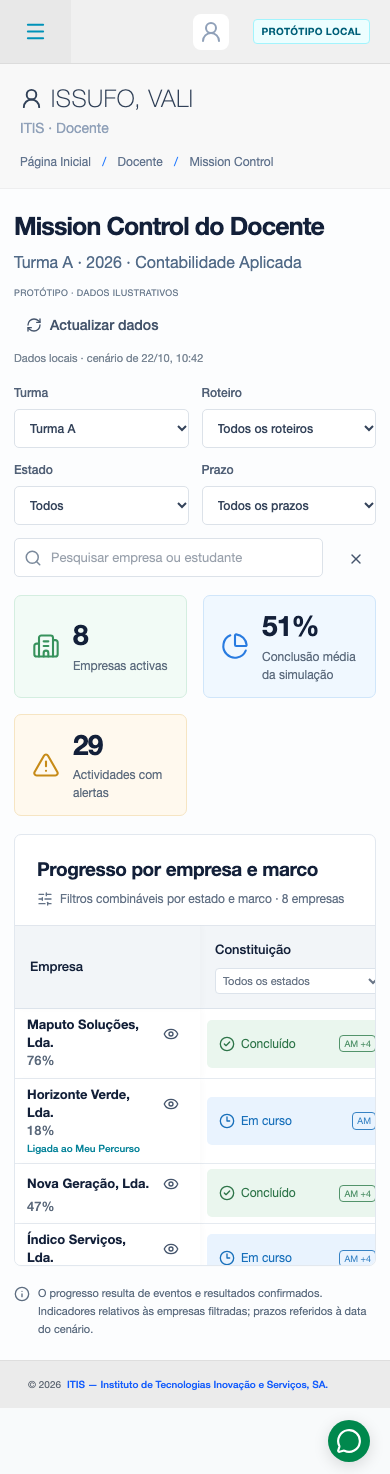 PROTÓTIPO LOCAL
ISSUFO, VALI
ITIS · Docente
Página Inicial / Docente / Mission Control
Mission Control do Docente
Turma A · 2026 · Contabilidade Aplicada
PROTÓTIPO · DADOS ILUSTRATIVOS
Actualizar dados
Dados locais · cenário de 22/10, 10:42
Turma
Roteiro
Turma A
Todos os roteiros
Estado
Prazo
Todos
Todos os prazos
Pesquisar empresa ou estudante
8
Empresas activas
51%
Conclusão média
da simulação
29
Actividades com
alertas
Progresso por empresa e marco
Filtros combináveis por estado e marco · 8 empresas
Empresa
Constituição
Todos os estados
Maputo Soluções,
Lda.
76%
Concluído
AM +4
Horizonte Verde,
Lda.
18%
Ligada ao Meu Percurso
Em curso
AM
Nova Geração, Lda.
47%
Concluído
AM +4
Índico Serviços,
Lda.
Em curso
AM +4
O progresso resulta de eventos e resultados confirmados.
Indicadores relativos às empresas filtradas; prazos referidos à data
do cenário.
© 2026 ITIS — Instituto de Tecnologias Inovação e Serviços, SA.